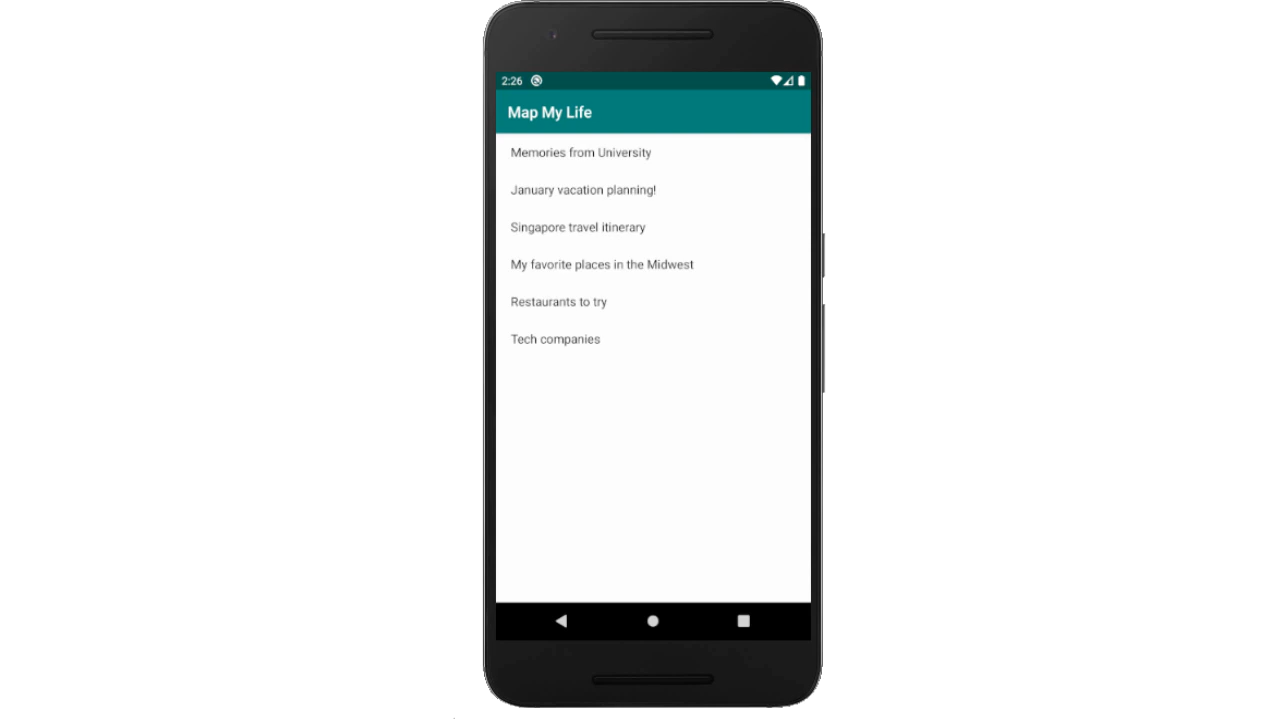 2:26
Map My Life
Memories from University
January vacation planning!
Singapore travel itinerary
My favorite places in the Midwest
Restaurants to try
Tech companies